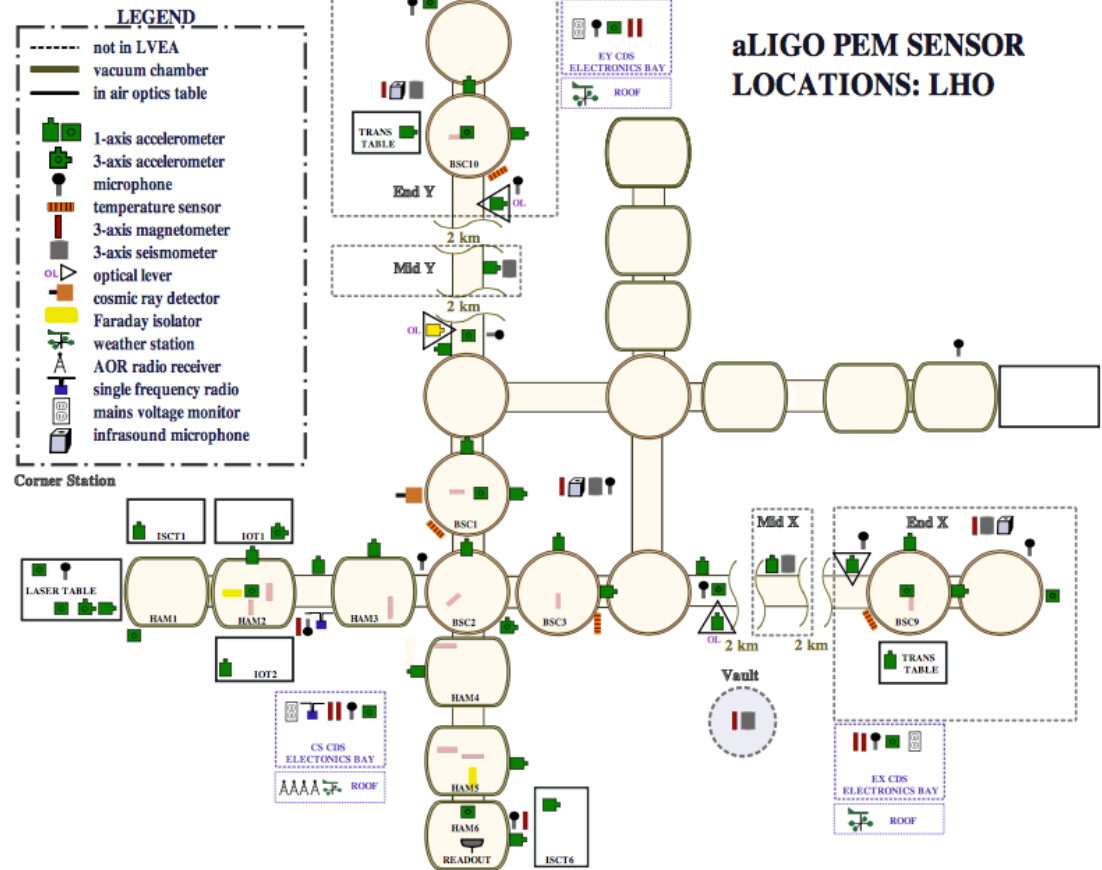 LEGEND
not in LVEA
vacuum chamber
in air optics table
1-axis accelerometer
3-axis accelerometer
microphone
temperature sensor
3-axis magnetometer
3-axis seismometer
OL
optical lever
cosmic ray detector
Faraday isolator
weather station
AOR radio receiver
single frequency radio
mains voltage monitor
infrasound microphone
Corner Station
aLIGO PEM SENSOR
LOCATIONS: LHO
EY CDS
ELECTRONICS BAY
ROOF
TRANS
TABLE
BSC10
End Y
OL
2 km
Mid Y
2 km
OL
BSC1
ISCT1
IOT1
LASER TABLE
HAM1
HAM2
HAM3
BSC2
BSC3
IOT2
OL
2 km
Mid X
2 km
End X
BSC9
TRANS
TABLE
Vault
HAM4
CS CDS
ELECTONICS BAY
ROOF
HAM5
HAM6
READOUT
ISCT6
EX CDS
ELECTRONICS BAY
ROOF